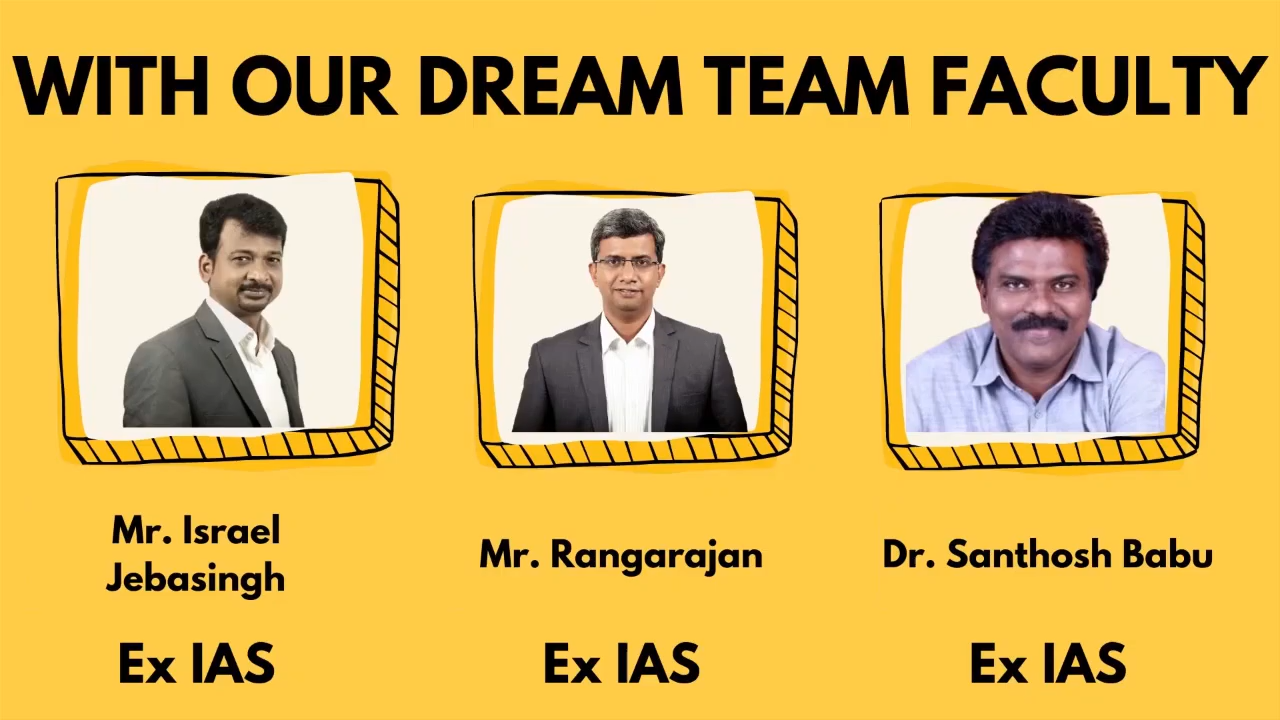 WITH OUR DREAM TEAM FACULTY
Mr. Israel
Jebasingh
Mr. Rangarajan
Dr. Santhosh Babu
Ex IAS
Ex IAS
Ex IAS